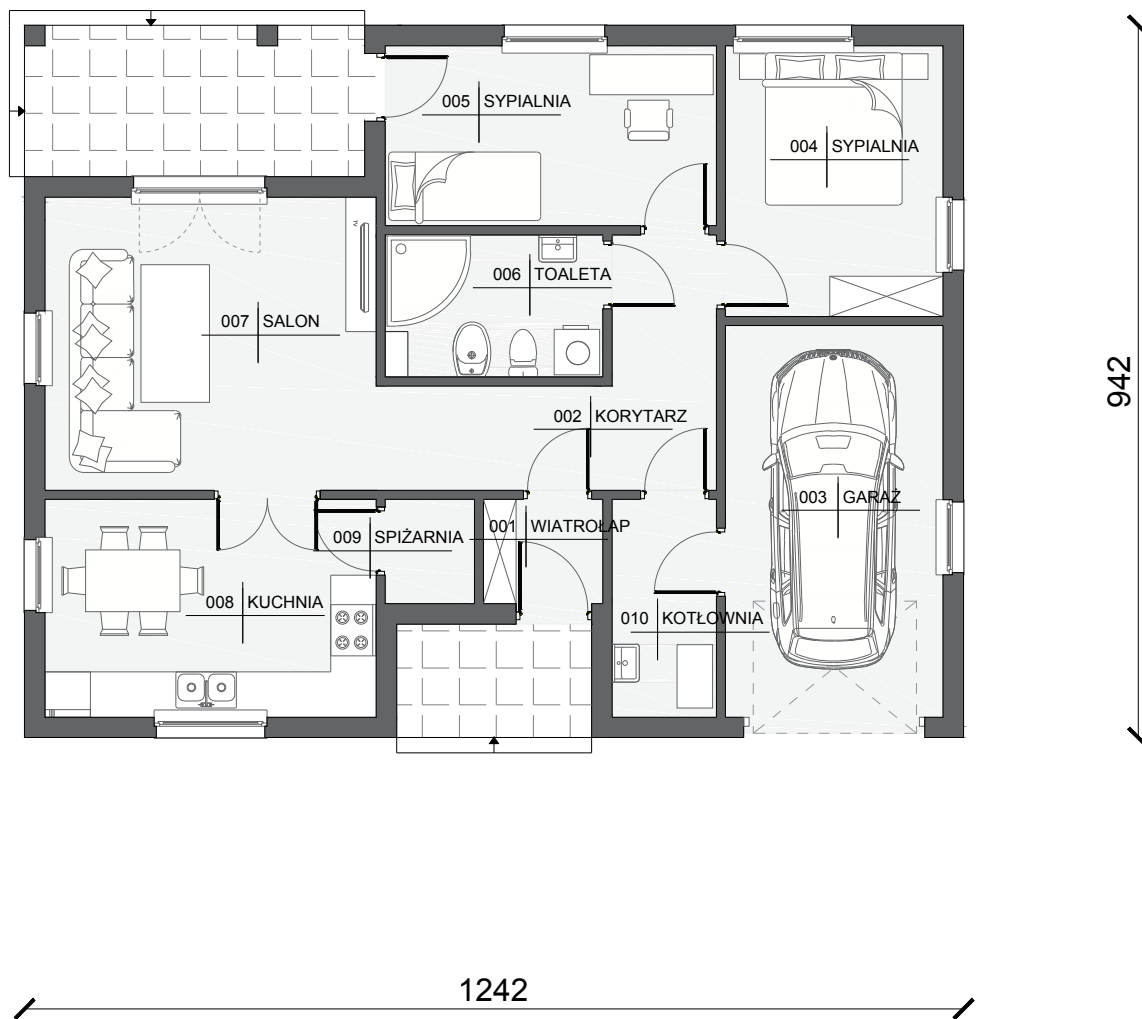 005 SYPIALNIA
004 SYPIALNIA
TV
006 TOALETA
007 SALON
002 KORYTARZ
003 GARAŻ
001 WIATROŁAP
009 SPIŻARNIA
008 KUCHNIA
010 KOTŁOWNIA
942
1242